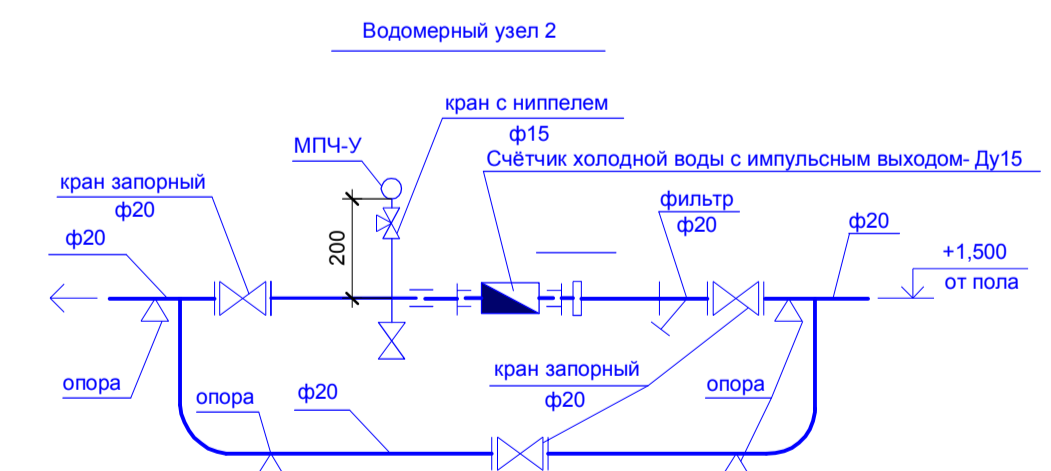 Водомерный узел 2
кран с ниппелем
ф15
МПЧ-У
Счётчик холодной воды с импульсным выходом- Ду15
кран запорный
ф20
фильтр
ф20
ф20
ф20
200
+1,500
от пола
кран запорный
ф20
опора
опора
ф20
опора